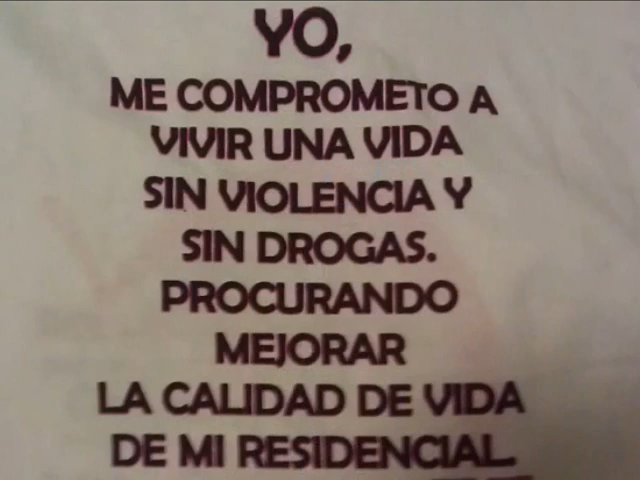 YO,
ME COMPROMETO A
VIVIR UNA VIDA
SIN VIOLENCIA Y
SIN DROGAS.
PROCURANDO
MEJORAR
LA CALIDAD DE VIDA
DE MI RESIDENCIAL.